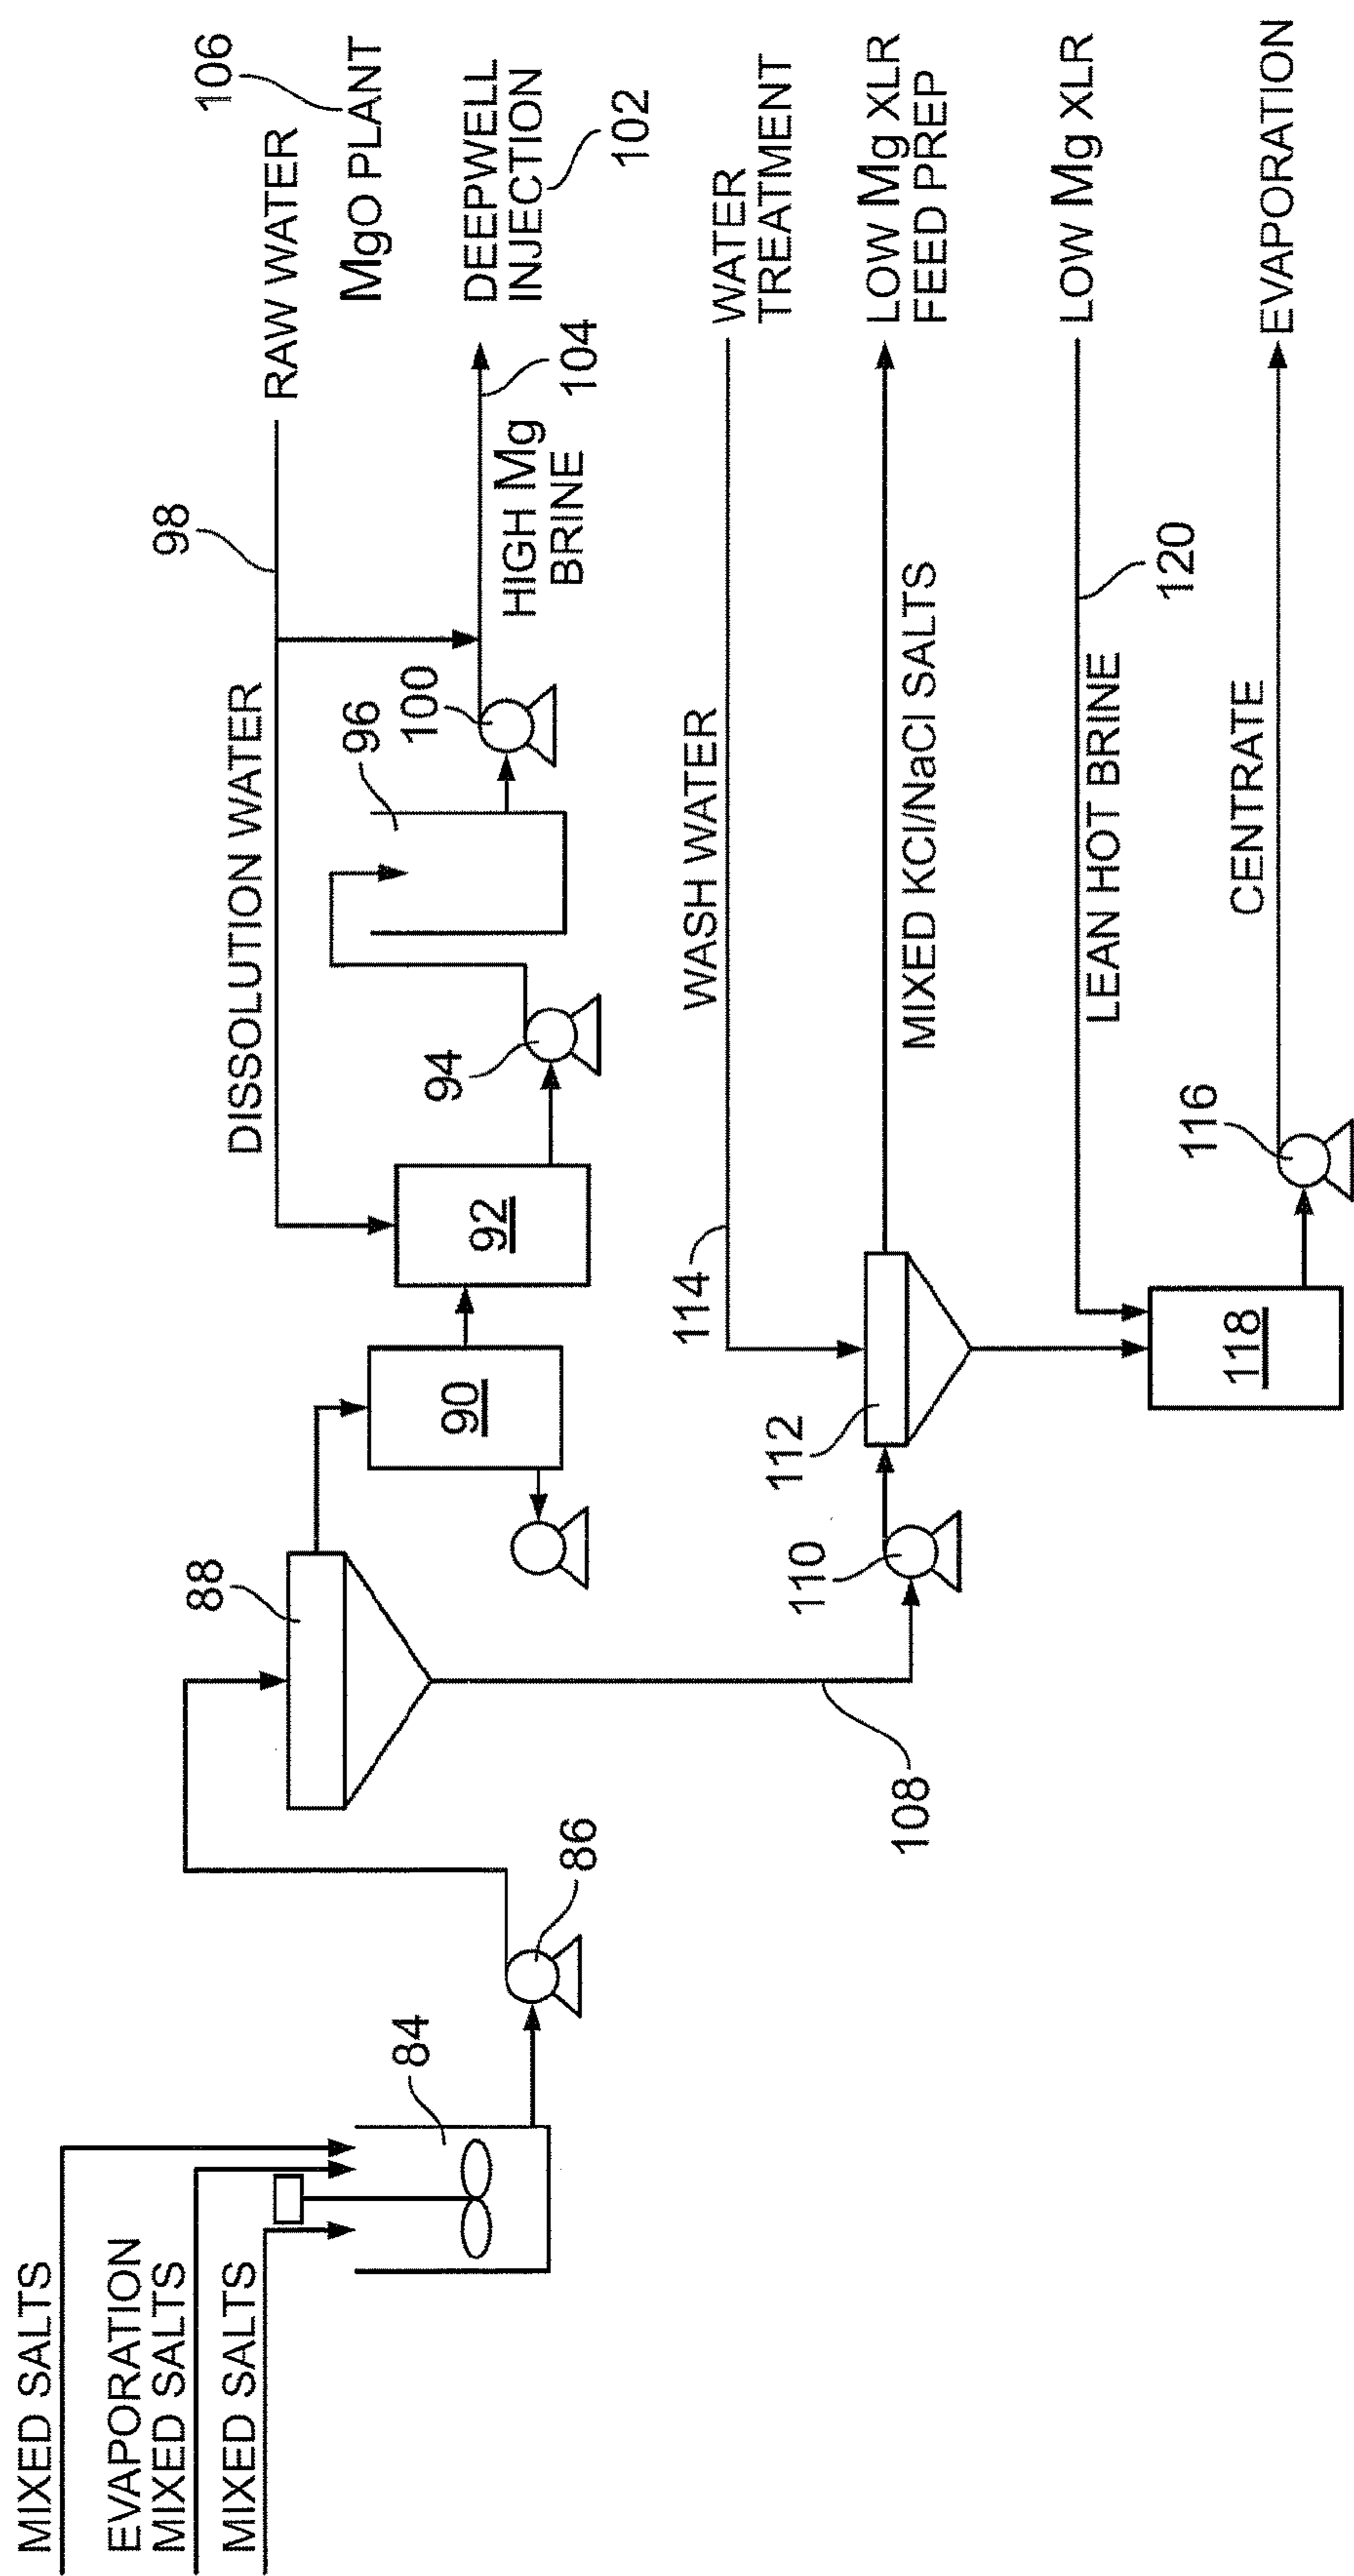 MIXED SALTS
EVAPORATION
MIXED SALTS
MIXED SALTS
84
86
88
90
92
94
96
100
DISSOLUTION WATER
98
RAW WATER
106
MgO PLANT
DEEPWELL
INJECTION
102
104
HIGH Mg
BRINE
108
110
112
114
WASH WATER
WATER
TREATMENT
MIXED KCl/NaCl SALTS
LOW Mg XLR
FEED PREP
LEAN HOT BRINE
120
LOW Mg XLR
118
116
CENTRATE
EVAPORATION